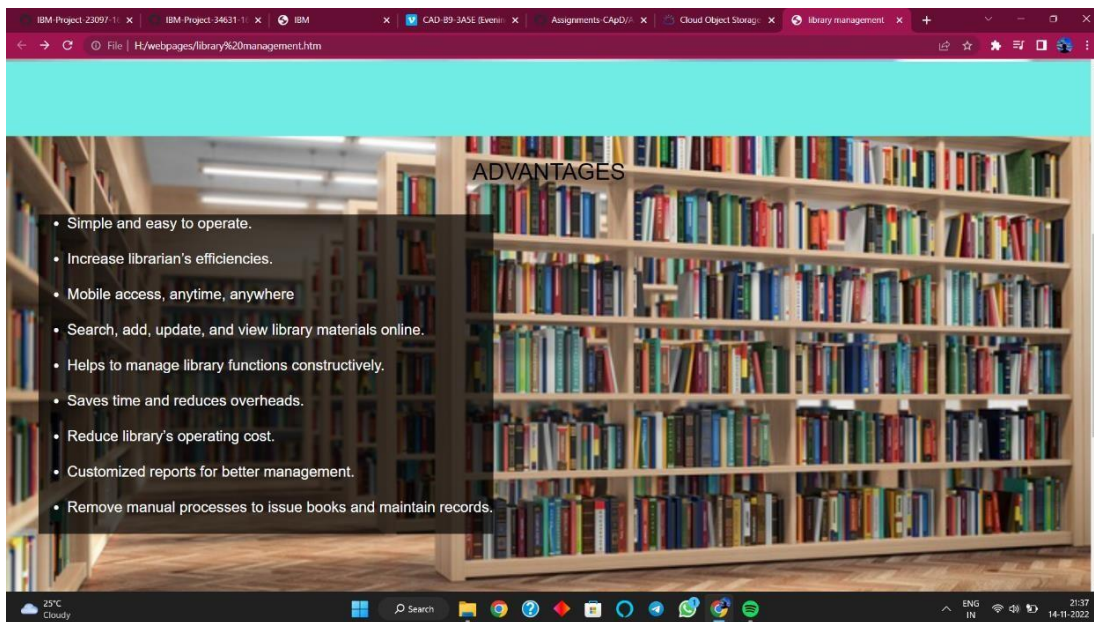 IBM-Project-23097-16
IBM-Project-34631-16
IBM
CAD-B9-3A5E (Evenin
Assignments-CApD/A
Cloud Object Storage
library management
File | H:/webpages/library%20management.htm
ADVANTAGES
• Simple and easy to operate.
• Increase librarian's efficiencies.
• Mobile access, anytime, anywhere
• Search, add, update, and view library materials online.
• Helps to manage library functions constructively.
• Saves time and reduces overheads.
• Reduce library's operating cost.
• Customized reports for better management.
• Remove manual processes to issue books and maintain records.
25°C
Cloudy
Search
ENG
IN
21:37
14-11-2022